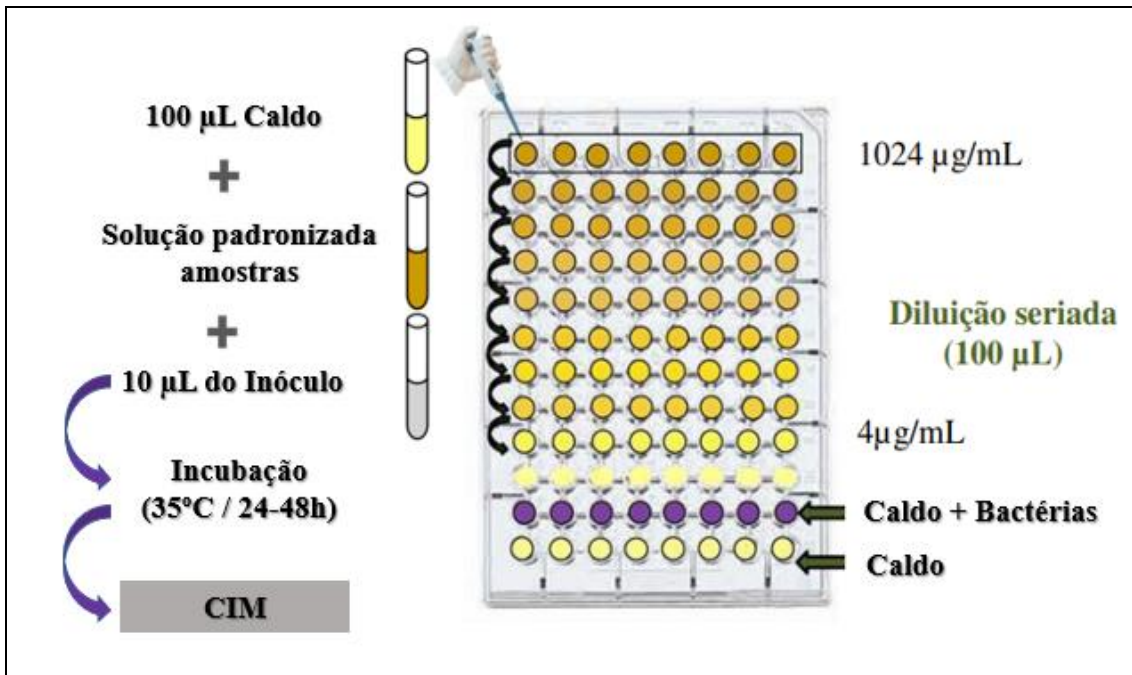 100 µL Caldo
+
Solução padronizada
amostras
+
10 µL do Inóculo
Incubação
(35ºC / 24-48h)
CIM
1024 µg/mL
Diluição seriada
(100 µL)
4µg/mL
Caldo + Bactérias
Caldo